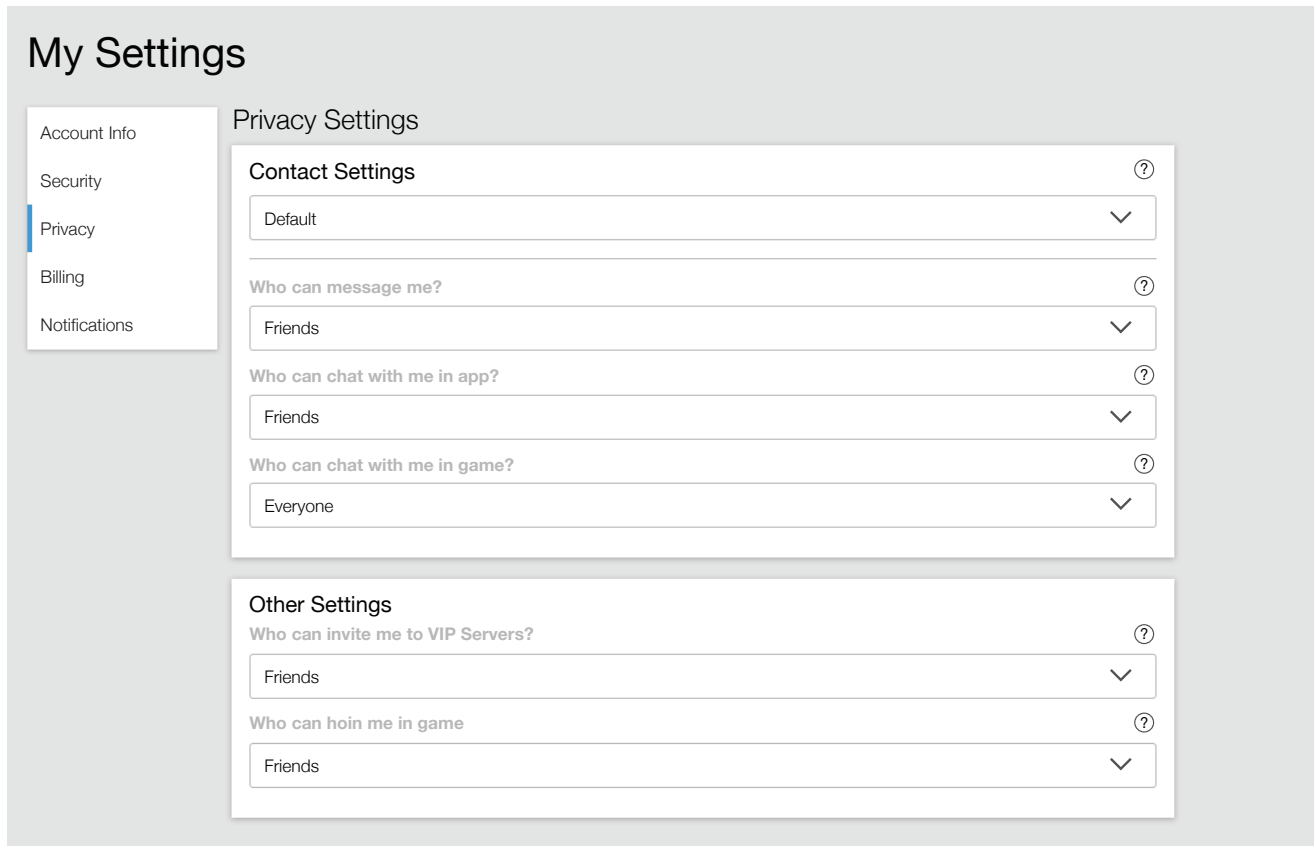 My Settings
Account Info
Security
Privacy
Billing
Notifications
Privacy Settings
Contact Settings
?
Default
Who can message me?
?
Friends
Who can chat with me in app?
?
Friends
Who can chat with me in game?
?
Everyone
Other Settings
Who can invite me to VIP Servers?
?
Friends
Who can hoin me in game
?
Friends